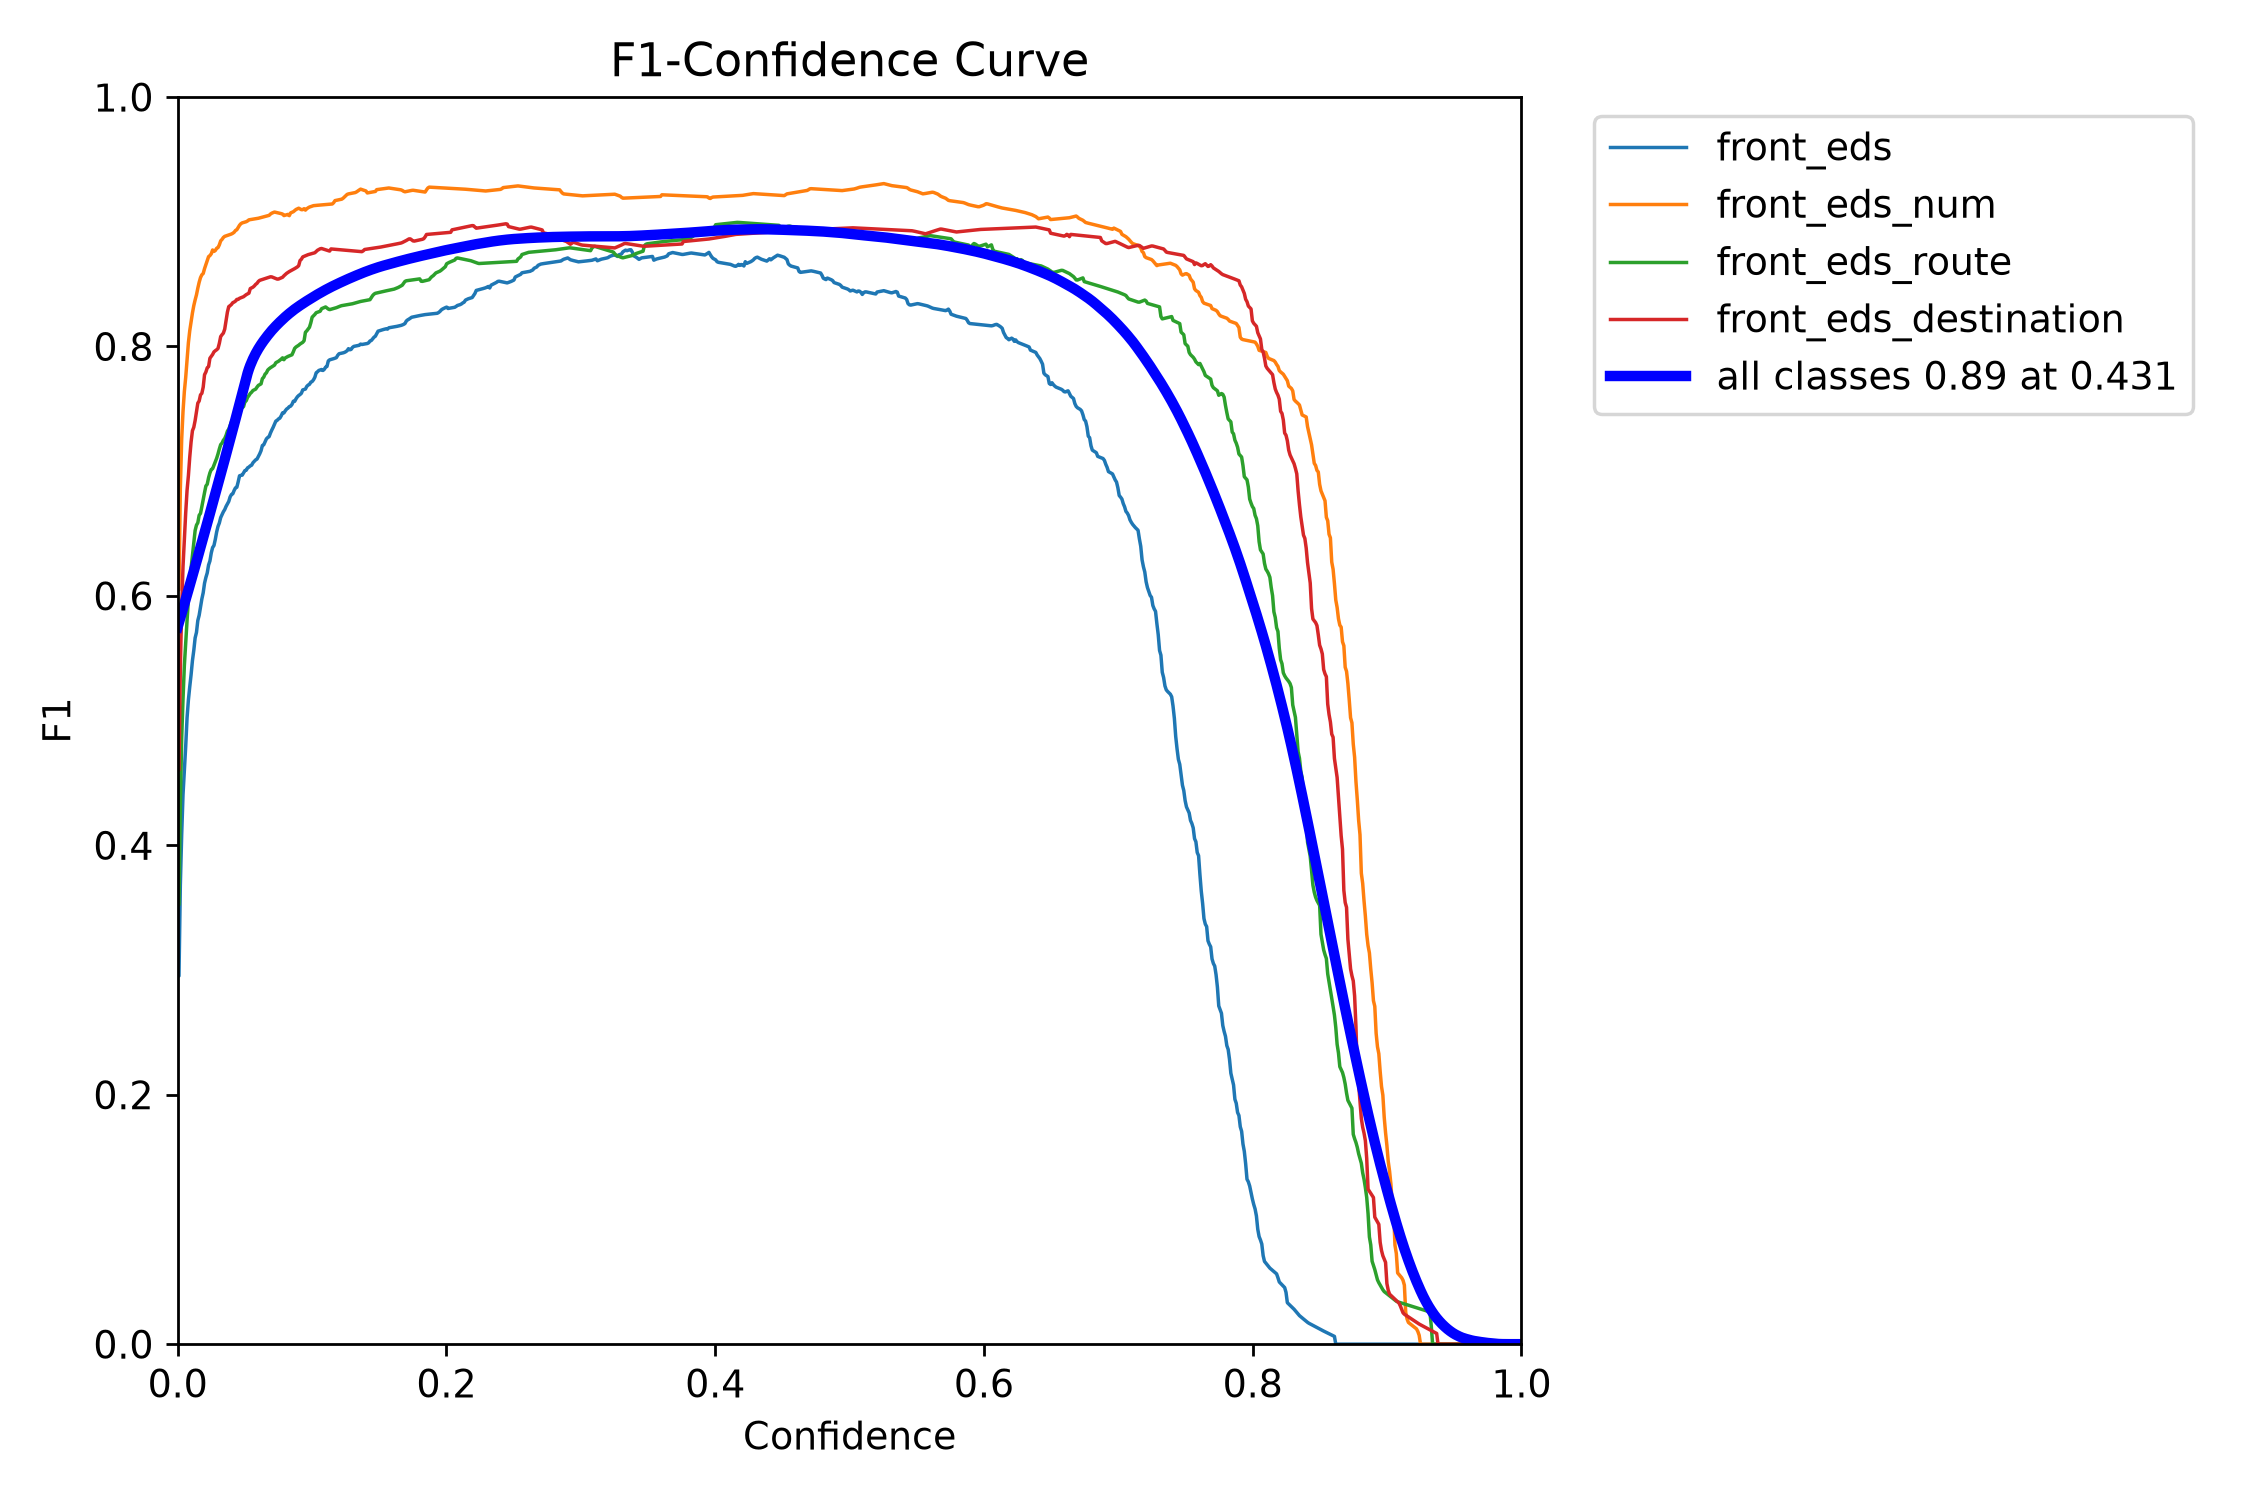 F1-Confidence Curve
1.0
0.8
0.6
0.4
0.2
0.0
F1
0.0 0.2 0.4 0.6 0.8 1.0
Confidence
front_eds
front_eds_num
front_eds_route
front_eds_destination
all classes 0.89 at 0.431